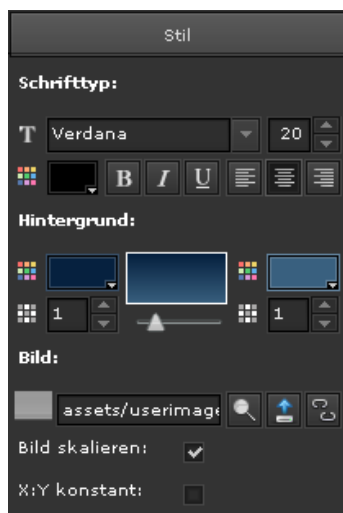 Stil
Schrifttyp:
T Verdana 20
B I U
Hintergrund:
1 1
Bild:
assets/userimage
Bild skalieren:
X:Y konstant: